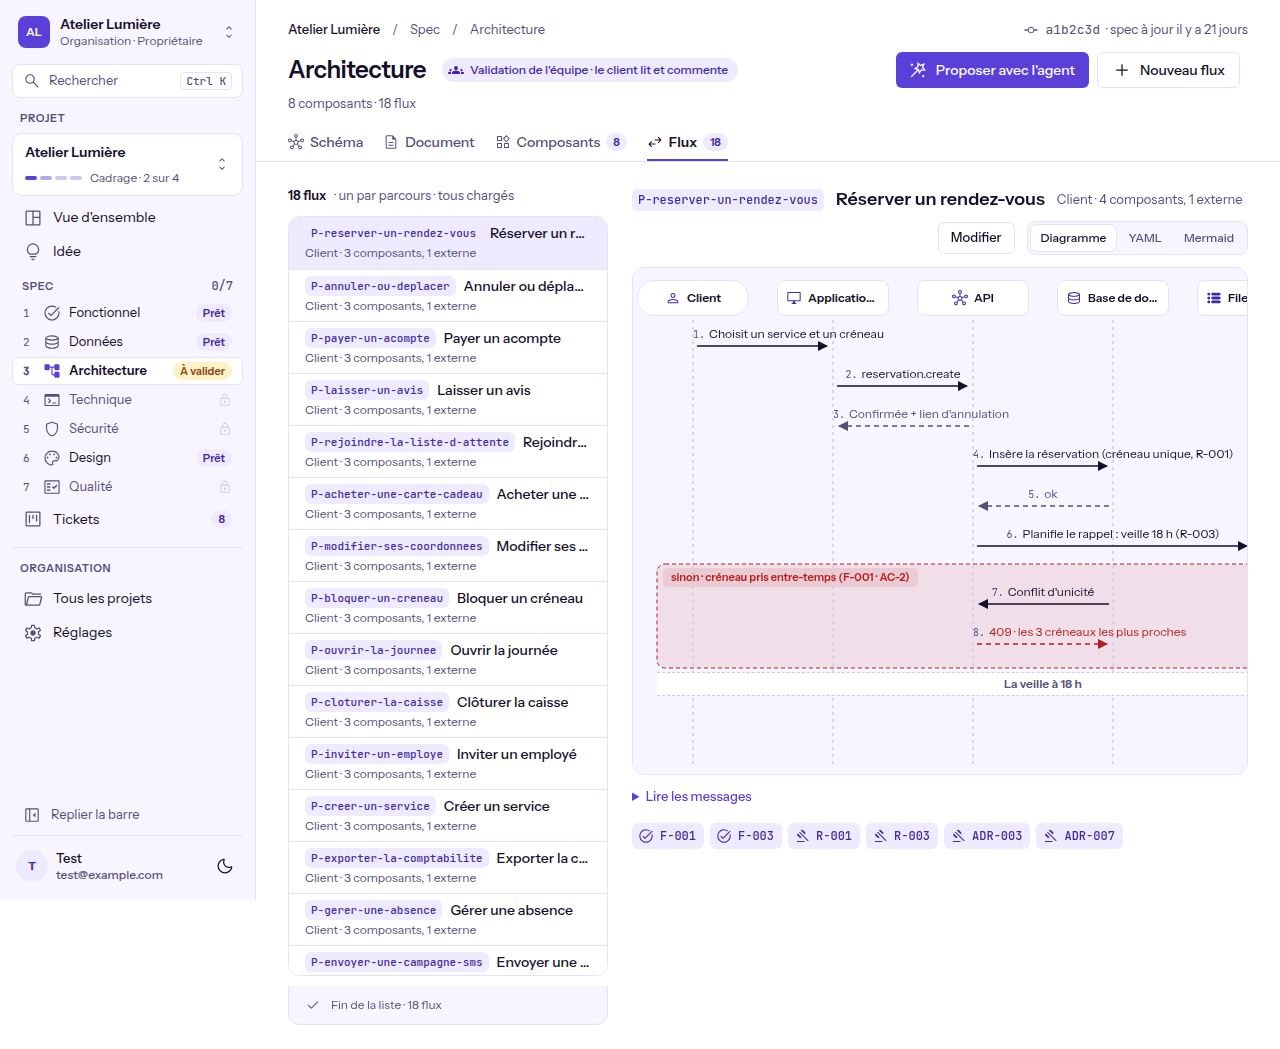 AL
Atelier Lumière
Organisation · Propriétaire
Rechercher
Ctrl K
PROJET
Atelier Lumière
Cadrage · 2 sur 4
Vue d'ensemble
Idée
SPEC 0/7
1 Fonctionnel Prêt
2 Données Prêt
3 Architecture À valider
4 Technique
5 Sécurité
6 Design Prêt
7 Qualité
Tickets 8
ORGANISATION
Tous les projets
Réglages
Replier la barre
T
Test
test@example.com
Atelier Lumière / Spec / Architecture
a1b2c3d · spec à jour il y a 21 jours
Architecture
Validation de l'équipe · le client lit et commente
Proposer avec l'agent
Nouveau flux
8 composants · 18 flux
Schéma
Document
Composants 8
Flux 18
18 flux · un par parcours · tous chargés
P-reserver-un-rendez-vous Réserver un r...
Client · 3 composants, 1 externe
P-annuler-ou-deplacer Annuler ou dépla...
Client · 3 composants, 1 externe
P-payer-un-acompte Payer un acompte
Client · 3 composants, 1 externe
P-laisser-un-avis Laisser un avis
Client · 3 composants, 1 externe
P-rejoindre-la-liste-d-attente Rejoindr...
Client · 3 composants, 1 externe
P-acheter-une-carte-cadeau Acheter une ...
Client · 3 composants, 1 externe
P-modifier-ses-coordonnees Modifier ses ...
Client · 3 composants, 1 externe
P-bloquer-un-creneau Bloquer un créneau
Client · 3 composants, 1 externe
P-ouvrir-la-journee Ouvrir la journée
Client · 3 composants, 1 externe
P-cloturer-la-caisse Clôturer la caisse
Client · 3 composants, 1 externe
P-inviter-un-employe Inviter un employé
Client · 3 composants, 1 externe
P-creer-un-service Créer un service
Client · 3 composants, 1 externe
P-exporter-la-comptabilite Exporter la c...
Client · 3 composants, 1 externe
P-gerer-une-absence Gérer une absence
Client · 3 composants, 1 externe
P-envoyer-une-campagne-sms Envoyer une ...
Fin de la liste · 18 flux
P-reserver-un-rendez-vous Réserver un rendez-vous Client · 4 composants, 1 externe
Modifier
Diagramme
YAML
Mermaid
Client
Applicatio...
API
Base de do...
File
1. Choisit un service et un créneau
2. reservation.create
3. Confirmée + lien d'annulation
4. Insère la réservation (créneau unique, R-001)
5. ok
6. Planifie le rappel : veille 18 h (R-003)
sinon · créneau pris entre-temps (F-001 · AC-2)
7. Conflit d'unicité
8. 409 · les 3 créneaux les plus proches
La veille à 18 h
Lire les messages
F-001
F-003
R-001
R-003
ADR-003
ADR-007